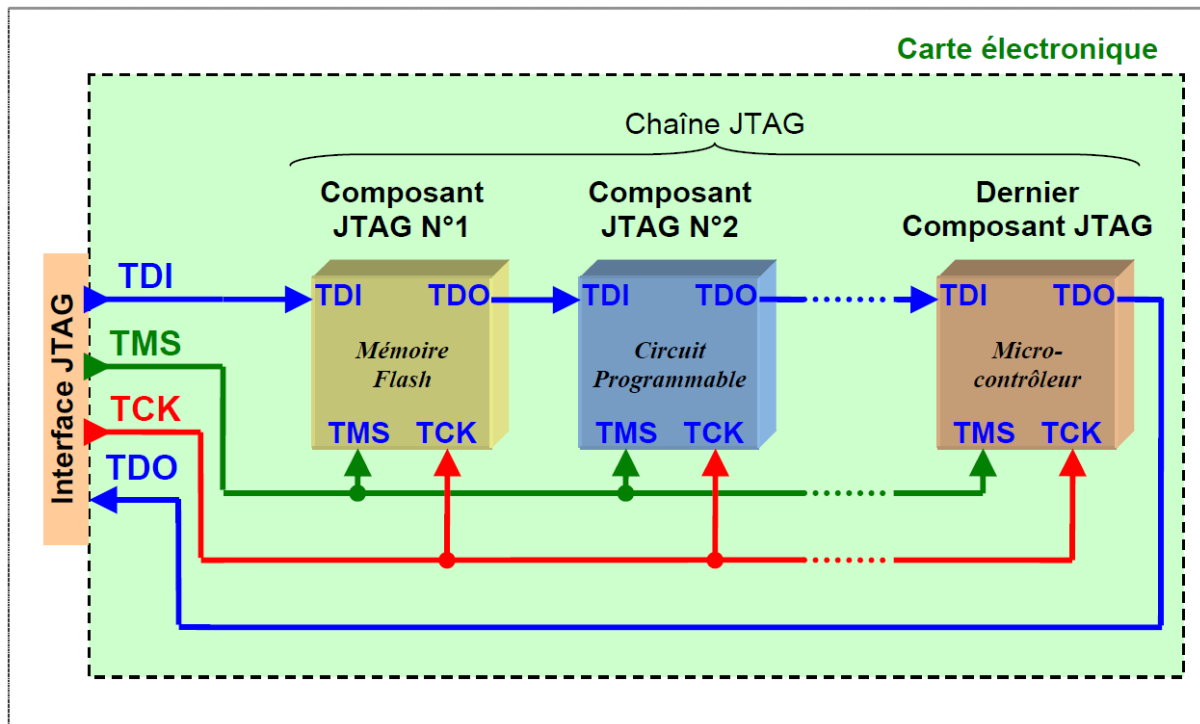 Carte électronique
Chaîne JTAG
Composant
JTAG N°1
Composant
JTAG N°2
Dernier
Composant JTAG
Interface JTAG
TDI
TMS
TCK
TDO
TDI TDO
Mémoire
Flash
TMS TCK
TDI TDO
Circuit
Programmable
TMS TCK
TDI TDO
Micro-
contrôleur
TMS TCK